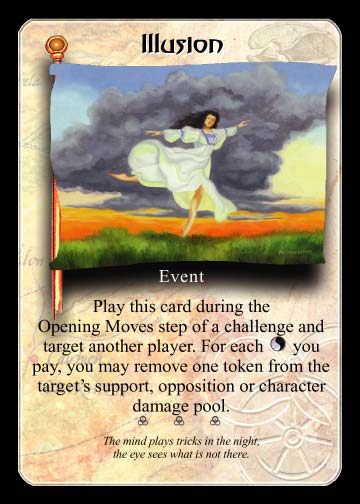 Illusion
Event
Play this card during the
Opening Moves step of a challenge and
target another player. For each you
pay, you may remove one token from the
target's support, opposition or character
damage pool.
The mind plays tricks in the night,
the eye sees what is not there.